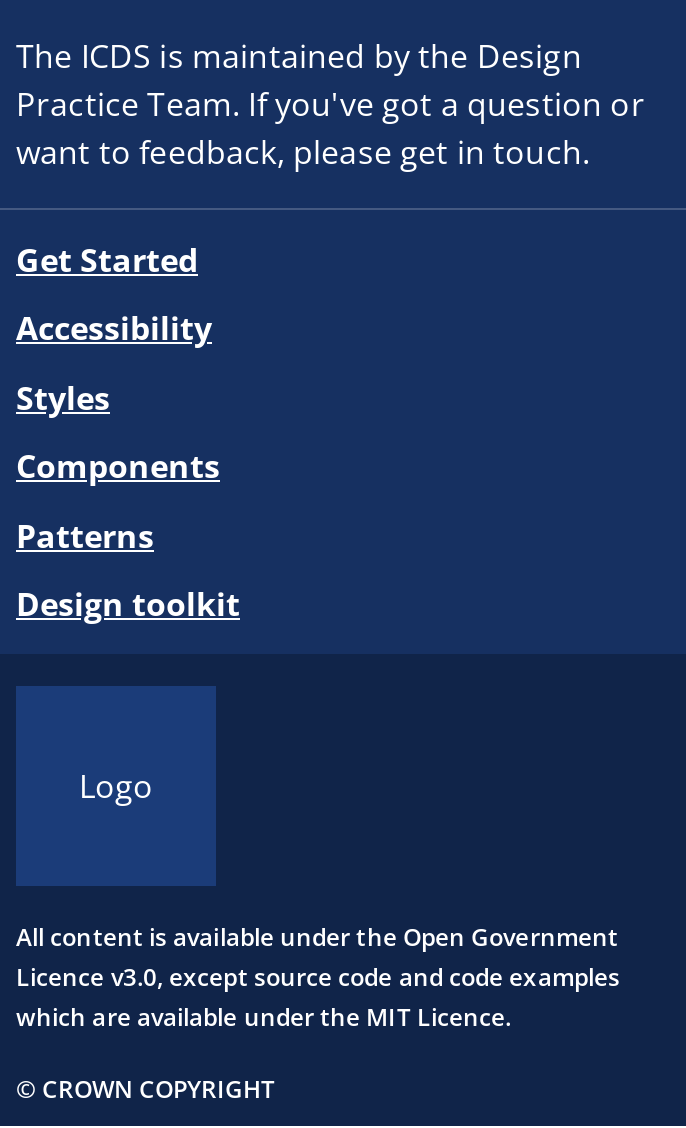 The ICDS is maintained by the Design
Practice Team. If you've got a question or
want to feedback, please get in touch.
Get Started
Accessibility
Styles
Components
Patterns
Design toolkit
Logo
All content is available under the Open Government
Licence v3.0, except source code and code examples
which are available under the MIT Licence.
© CROWN COPYRIGHT